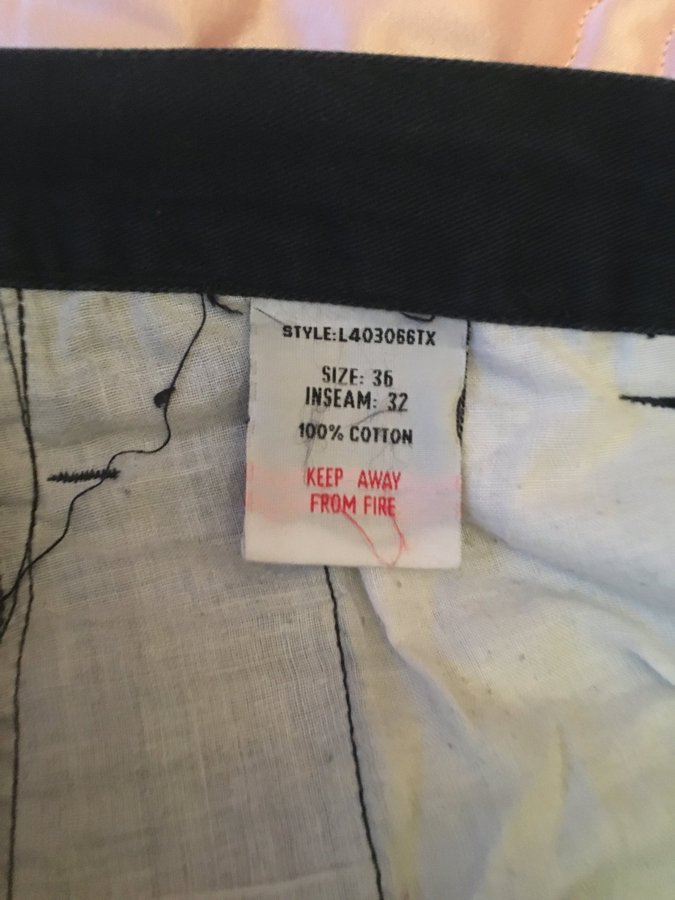 STYLE:L403066TX
SIZE: 36
INSEAM: 32
100% COTTON
KEEP AWAY
FROM FIRE